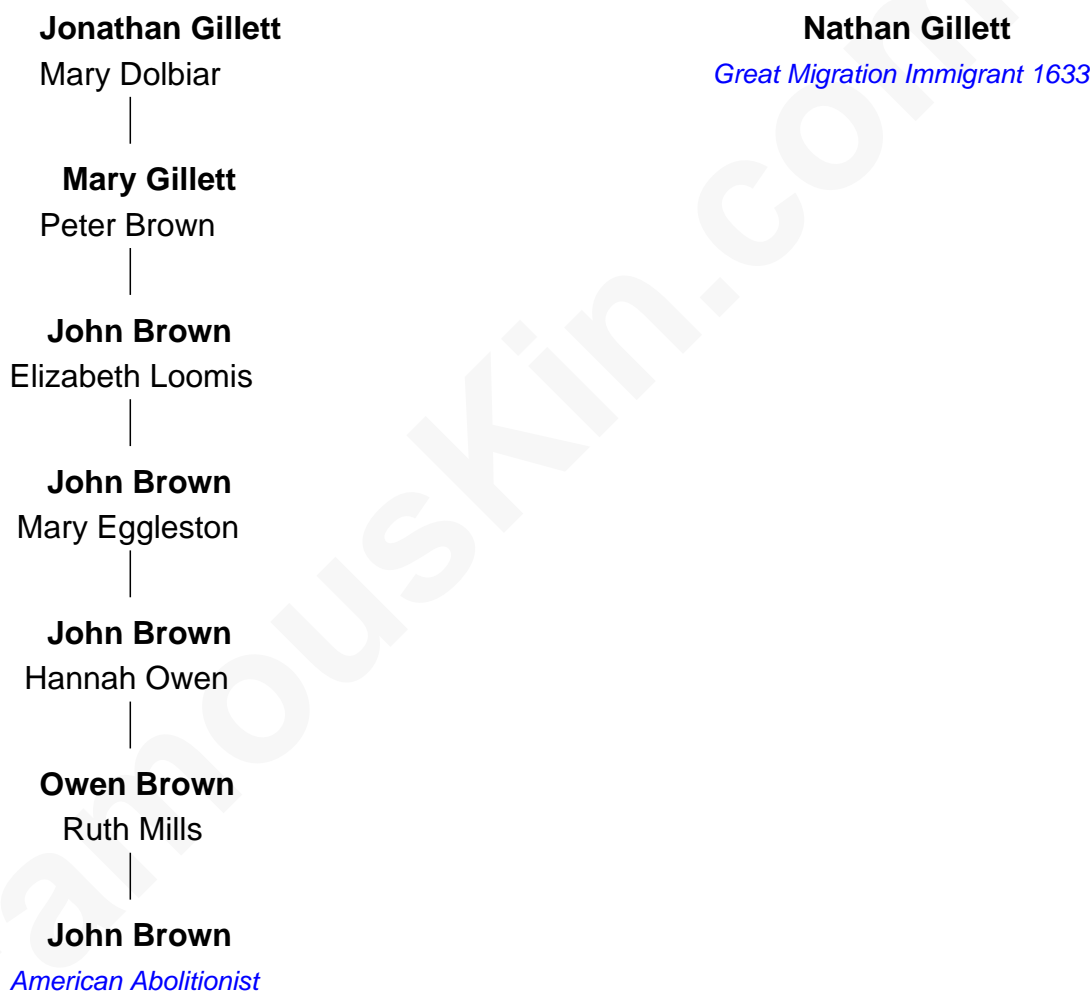 Jonathan Gillett
Nathan Gillett
Mary Dolbiar
Great Migration Immigrant 1633
Mary Gillett
Peter Brown
John Brown
Elizabeth Loomis
John Brown
Mary Eggleston
John Brown
Hannah Owen
Owen Brown
Ruth Mills
John Brown
American Abolitionist
amouskin.com